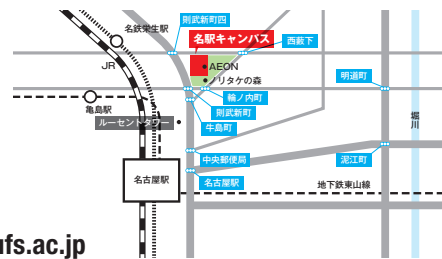 則武新町四
名鉄栄生駅
名駅キャンパス
西薮下
JR
AEON
ノリタケの森
明道町
亀島駅
輪ノ内町
則武新町
ルーセントタワー
牛島町
堀川
中央郵便局
泥江町
名古屋駅
名古屋駅
地下鉄東山線
ufs.ac.jp